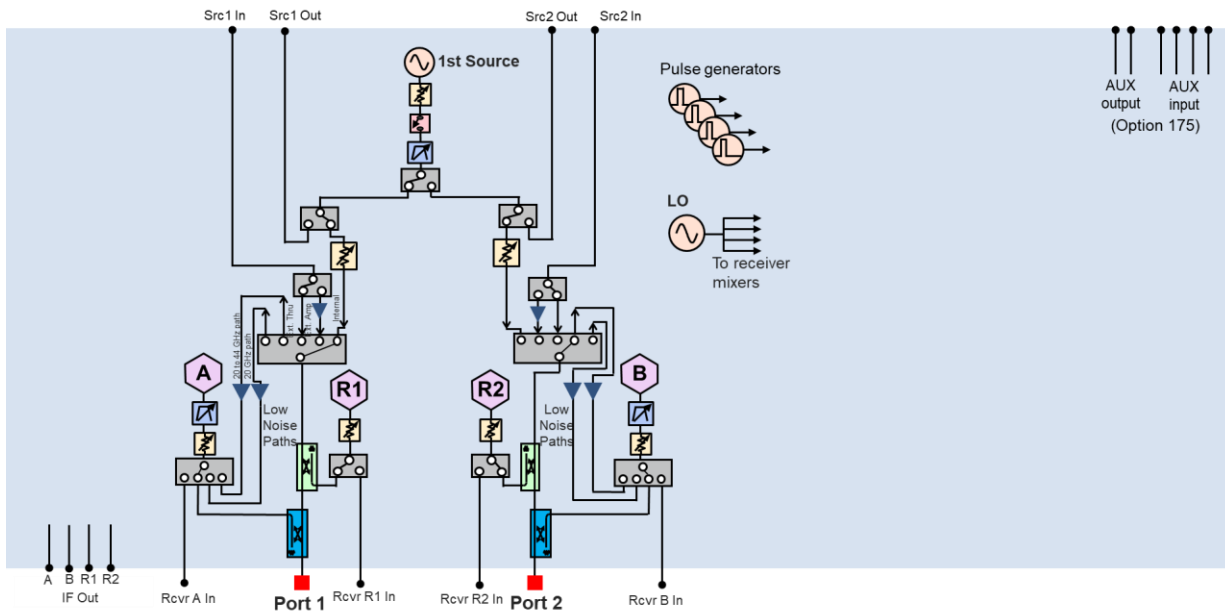 Src1 In
Src1 Out
Src2 Out
Src2 In
1st Source
Pulse generators
AUX
output
AUX
input
(Option 175)
LO
To receiver
mixers
20 to 44 GHz path
20 GHz path
xt. Thru
Ext. Amp
Internal
A
R1
R2
B
Low
Noise
Paths
Low
Noise
Paths
A
B
R1
R2
IF Out
Rcvr A In
Port 1
Rcvr R1 In
Rcvr R2 In
Port 2
Rcvr B In